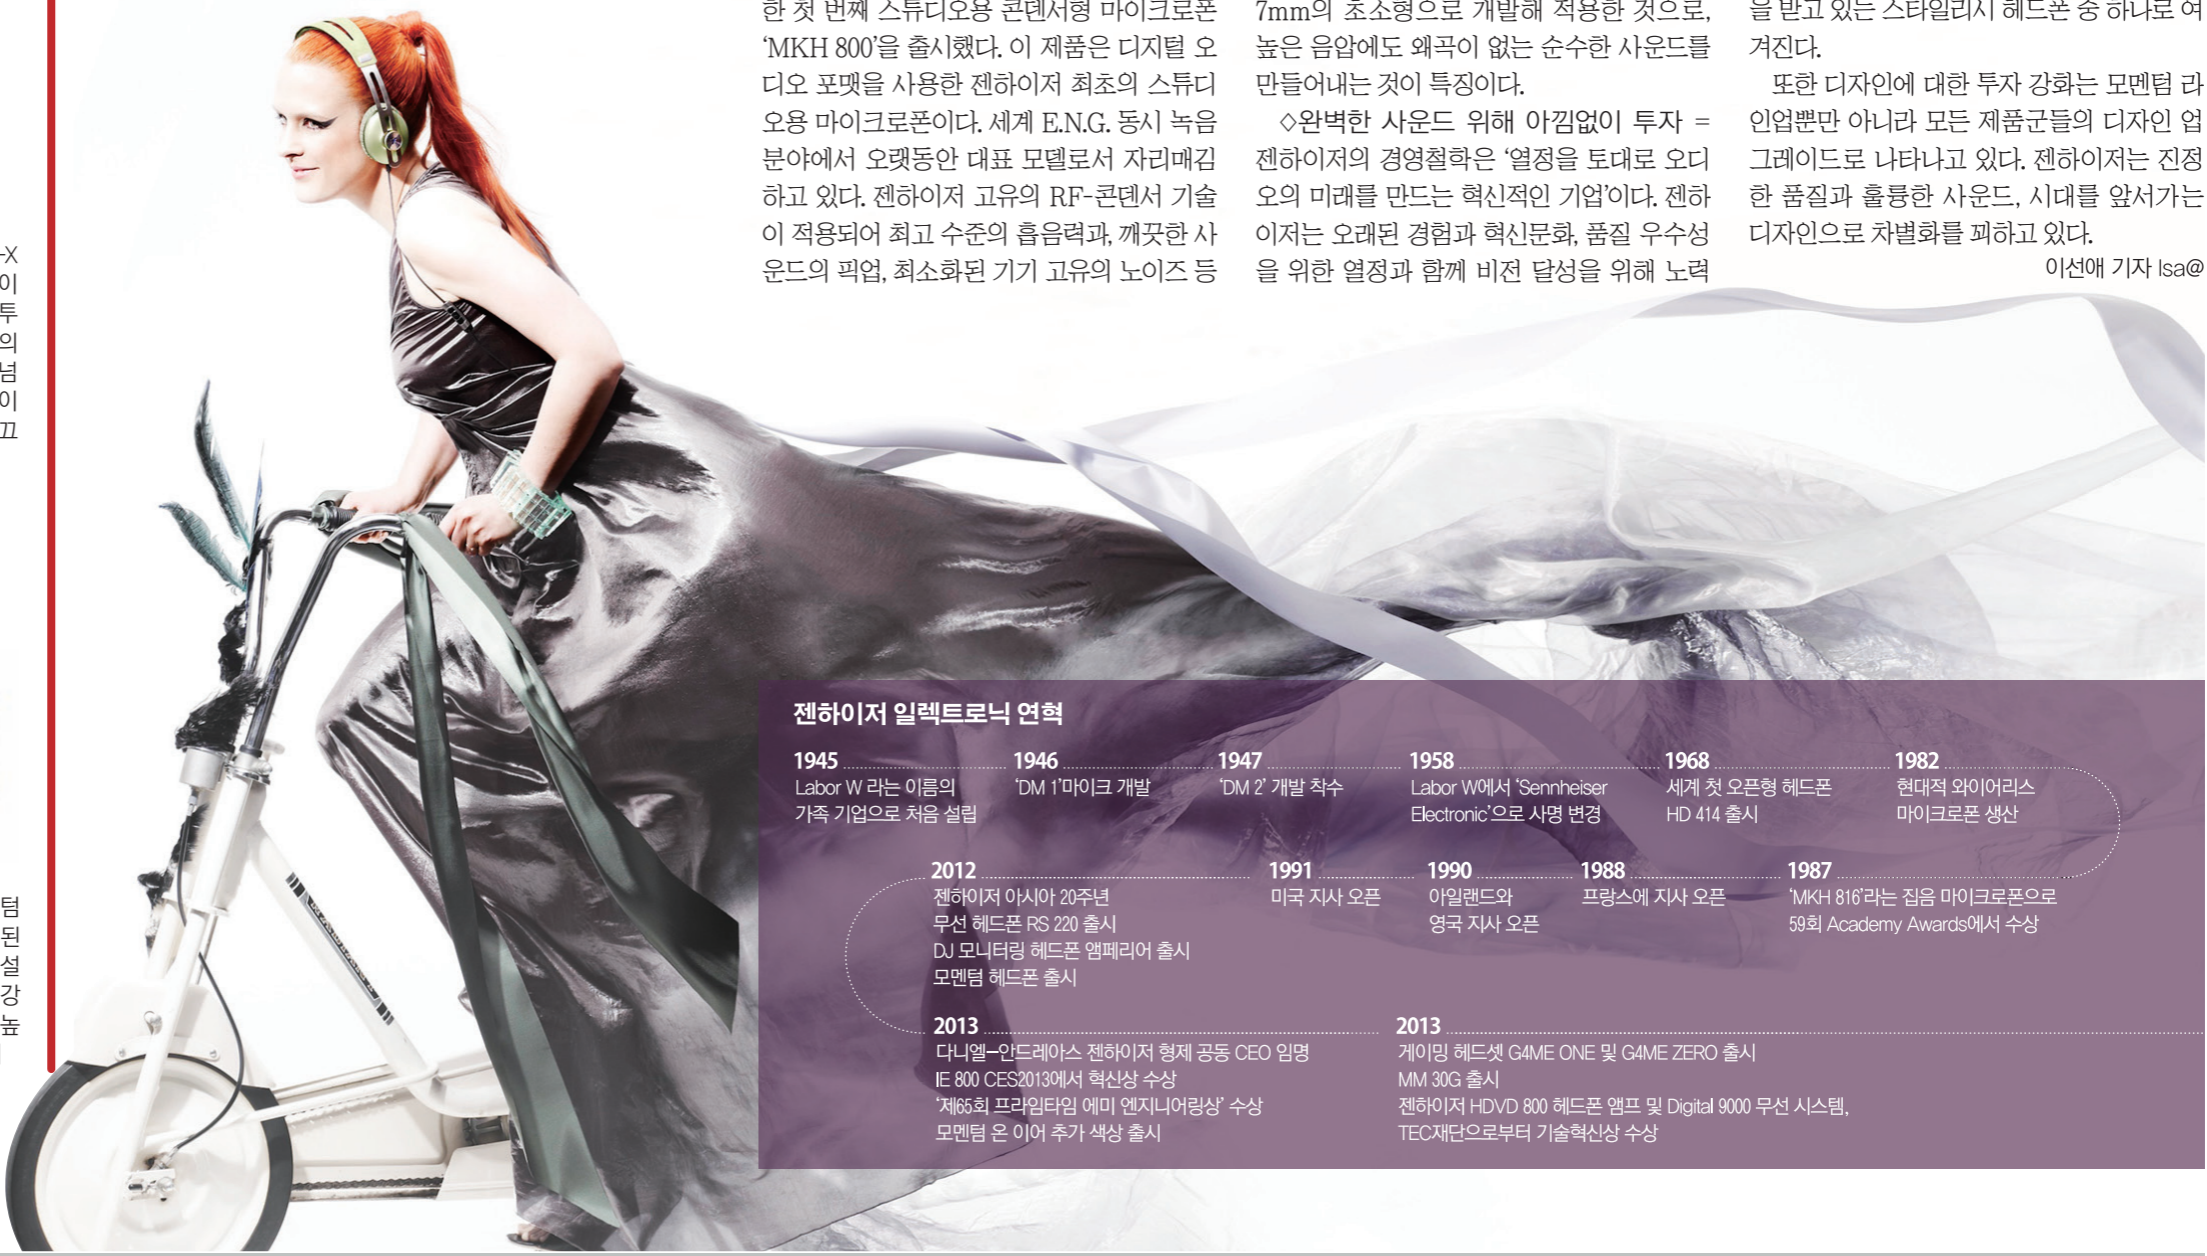 -X
이
투
의
넘
이
끄
텀
된
설
강
높
한 첫 번째 스튜디오용 콘덴서형 마이크로폰
‘MKH 800’을 출시했다. 이 제품은 디지털 오
디오 포맷을 사용한 젠하이저 최초의 스튜디
오용 마이크로폰이다. 세계 E.N.G. 동시 녹음
분야에서 오랫동안 대표 모델로서 자리매김
하고 있다. 젠하이저 고유의 RF-콘덴서 기술
이 적용되어 최고 수준의 흡음력과, 깨끗한 사
운드의 픽업, 최소화된 기기 고유의 노이즈 등
7mm의 초소형으로 개발해 적용한 것으로,
높은 음압에도 왜곡이 없는 순수한 사운드를
만들어내는 것이 특징이다.
◇완벽한 사운드 위해 아낌없이 투자 =
젠하이저의 경영철학은 ‘열정을 토대로 오디
오의 미래를 만드는 혁신적인 기업’이다. 젠하
이저는 오래된 경험과 혁신문화, 품질 우수성
을 위한 열정과 함께 비전 달성을 위해 노력
을 받고 있는 스타일리시 헤드폰 중 하나로 여
겨진다.
또한 디자인에 대한 투자 강화는 모멘텀 라
인업뿐만 아니라 모든 제품군들의 디자인 업
그레이드로 나타나고 있다. 젠하이저는 진정
한 품질과 훌륭한 사운드, 시대를 앞서가는
디자인으로 차별화를 꾀하고 있다.
이선애 기자 lsa@
젠하이저 일렉트로닉 연혁
1945
Labor W 라는 이름의
가족 기업으로 처음 설립
1946
‘DM 1’마이크 개발
1947
‘DM 2’ 개발 착수
1958
Labor W에서 ‘Sennheiser
Electronic’으로 사명 변경
1968
세계 첫 오픈형 헤드폰
HD 414 출시
1982
현대적 와이어리스
마이크로폰 생산
1987
‘MKH 816’라는 집음 마이크로폰으로
59회 Academy Awards에서 수상
1988
프랑스에 지사 오픈
1990
아일랜드와
영국 지사 오픈
1991
미국 지사 오픈
2012
젠하이저 아시아 20주년
무선 헤드폰 RS 220 출시
DJ 모니터링 헤드폰 앰페리어 출시
모멘텀 헤드폰 출시
2013
다니엘–안드레아스 젠하이저 형제 공동 CEO 임명
IE 800 CES2013에서 혁신상 수상
‘제65회 프라임타임 에미 엔지니어링상’ 수상
모멘텀 온 이어 추가 색상 출시
2013
게이밍 헤드셋 G4ME ONE 및 G4ME ZERO 출시
MM 30G 출시
젠하이저 HDVD 800 헤드폰 앰프 및 Digital 9000 무선 시스템,
TEC재단으로부터 기술혁신상 수상